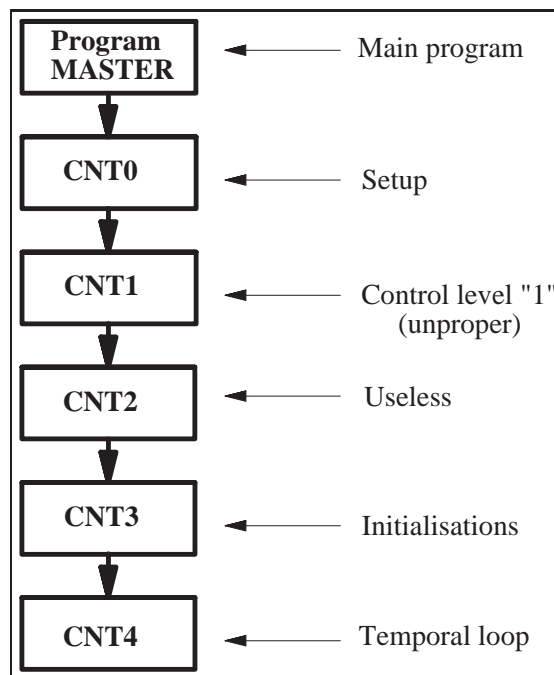 Program
MASTER
Main program
CNT0
Setup
CNT1
Control level "1"
(unproper)
CNT2
Useless
CNT3
Initialisations
CNT4
Temporal loop